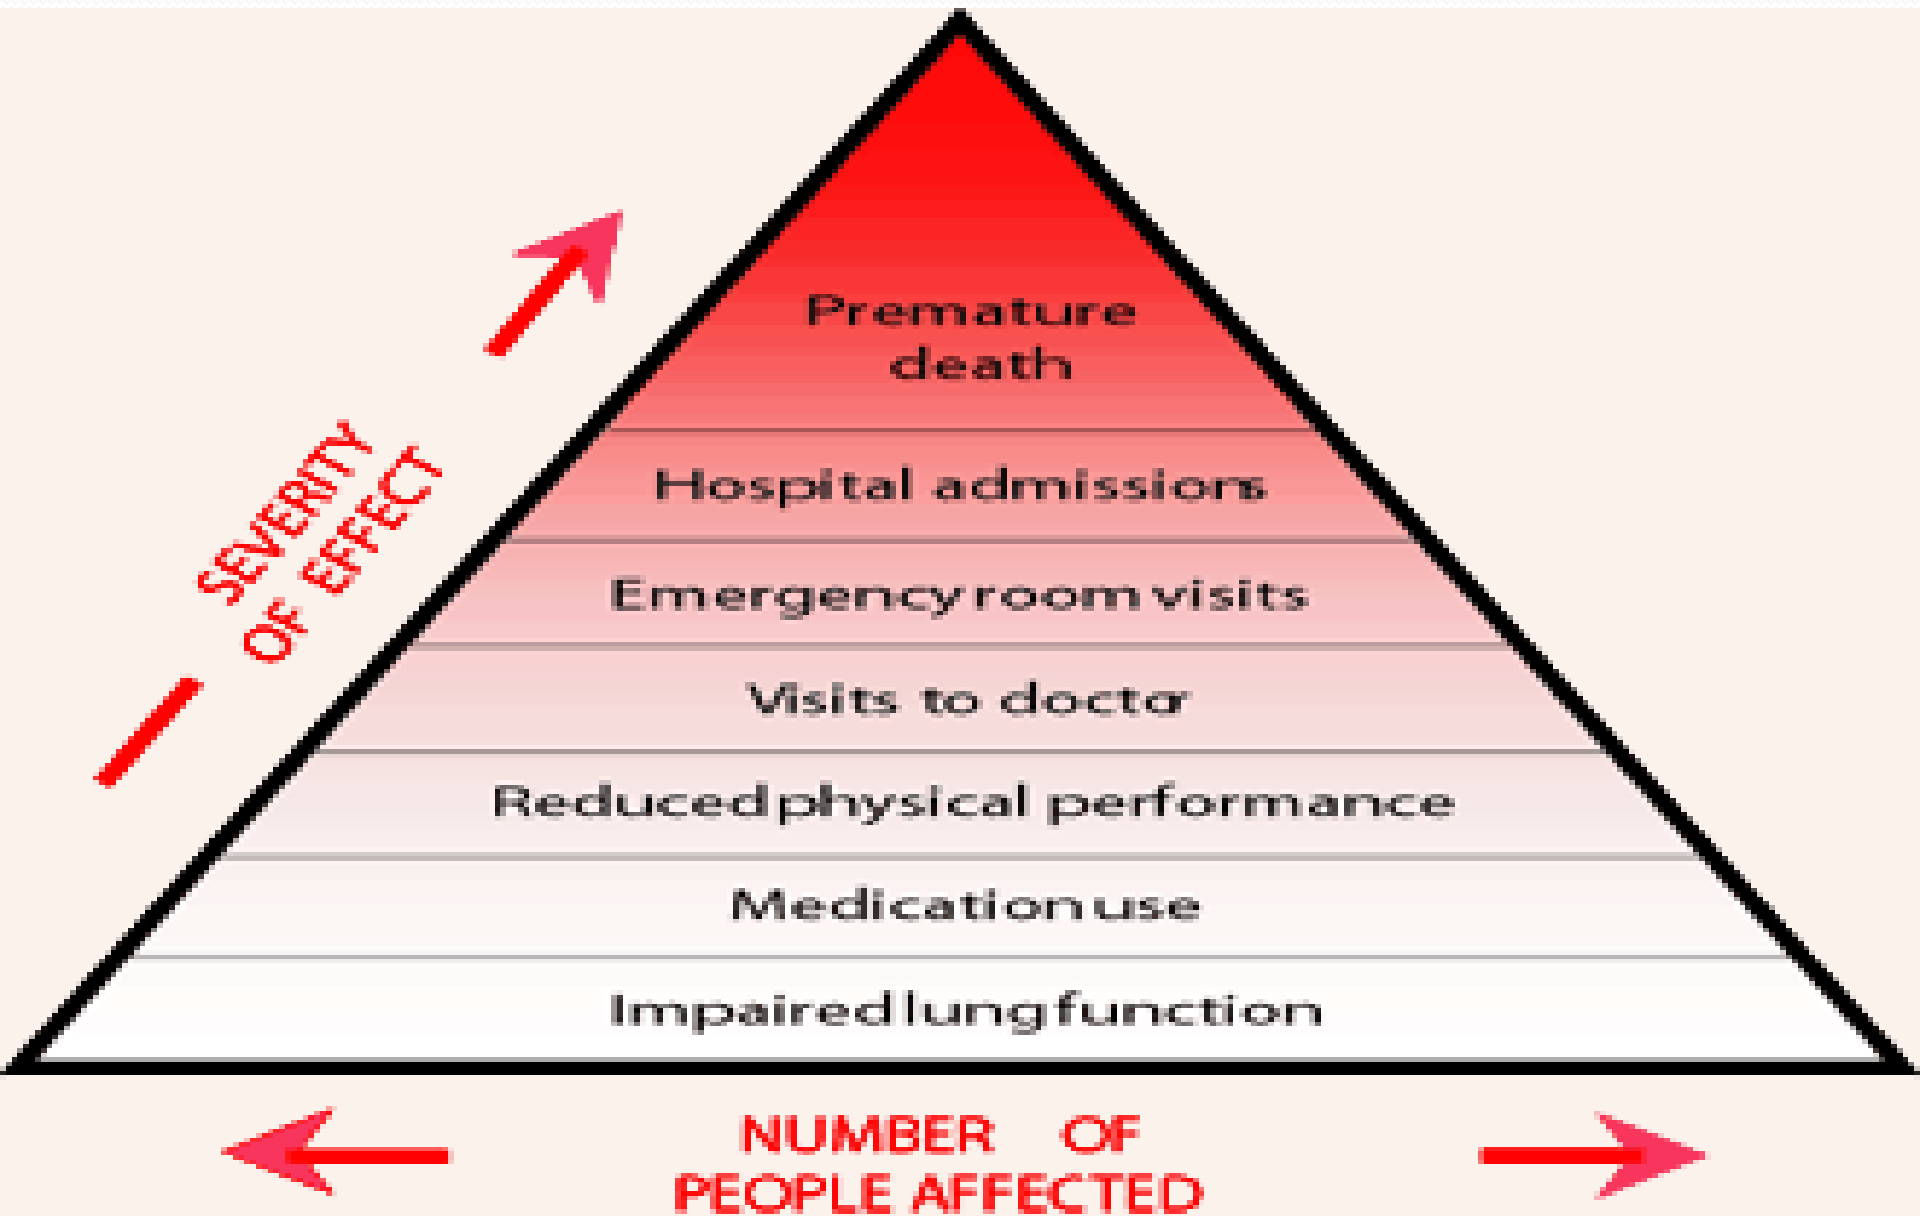 Premature
death
Hospital admissions
Emergency room visits
Visits to doctor
Reduced physical performance
Medication use
Impaired lung function
SEVERITY
OF EFFECT
NUMBER OF
PEOPLE AFFECTED